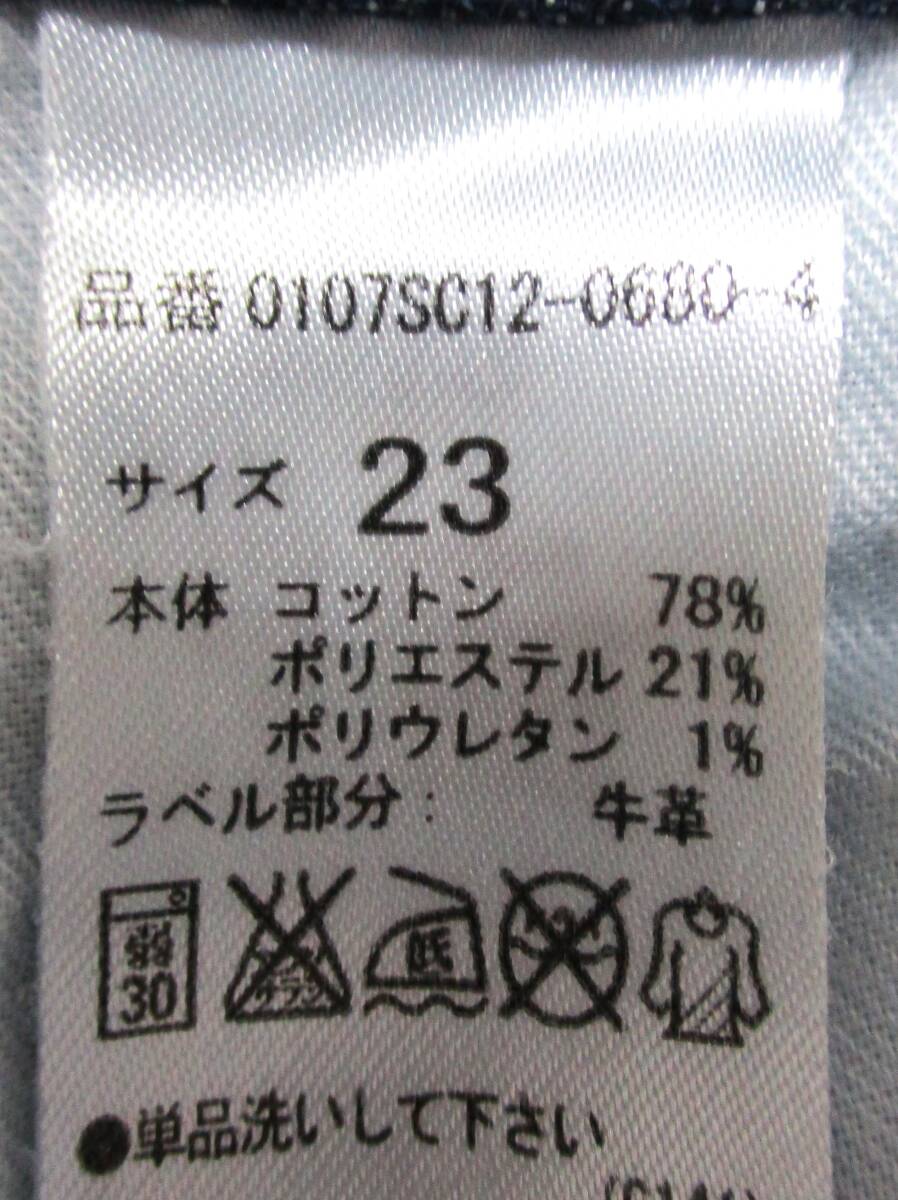 品番 0107SC12-0680-4
サイズ 23
本体 コットン 78%
ポリエステル 21%
ポリウレタン 1%
ラベル部分: 牛革
弱
30
低
●単品洗いして下さい